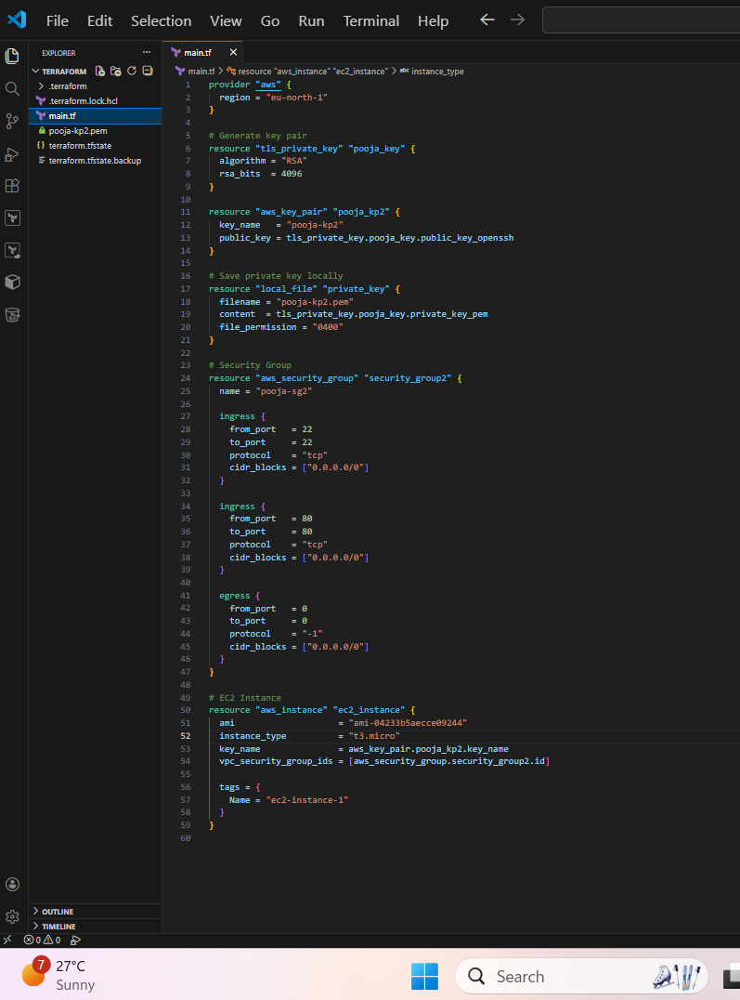 File Edit Selection View Go Run Terminal Help
EXPLORER ...
TERRAFORM
.terraform
.terraform.lock.hcl
main.tf
pooja-kp2.pem
terraform.tfstate
terraform.tfstate.backup
OUTLINE
TIMELINE
main.tf
main.tf > resource "aws_instance" "ec2_instance" > abc instance_type
1 provider "aws" {
2 region = "eu-north-1"
3 }
4
5 # Generate key pair
6 resource "tls_private_key" "pooja_key" {
7 algorithm = "RSA"
8 rsa_bits = 4096
9 }
10
11 resource "aws_key_pair" "pooja_kp2" {
12 key_name = "pooja-kp2"
13 public_key = tls_private_key.pooja_key.public_key_openssh
14 }
15
16 # Save private key locally
17 resource "local_file" "private_key" {
18 filename = "pooja-kp2.pem"
19 content = tls_private_key.pooja_key.private_key_pem
20 file_permission = "0400"
21 }
22
23 # Security Group
24 resource "aws_security_group" "security_group2" {
25 name = "pooja-sg2"
26
27 ingress {
28 from_port = 22
29 to_port = 22
30 protocol = "tcp"
31 cidr_blocks = ["0.0.0.0/0"]
32 }
33
34 ingress {
35 from_port = 80
36 to_port = 80
37 protocol = "tcp"
38 cidr_blocks = ["0.0.0.0/0"]
39 }
40
41 egress {
42 from_port = 0
43 to_port = 0
44 protocol = "-1"
45 cidr_blocks = ["0.0.0.0/0"]
46 }
47 }
48
49 # EC2 Instance
50 resource "aws_instance" "ec2_instance" {
51 ami = "ami-04233b5aecce09244"
52 instance_type = "t3.micro"
53 key_name = aws_key_pair.pooja_kp2.key_name
54 vpc_security_group_ids = [aws_security_group.security_group2.id]
55
56 tags = {
57 Name = "ec2-instance-1"
58 }
59 }
60
0 0
7
27°C
Sunny
Search